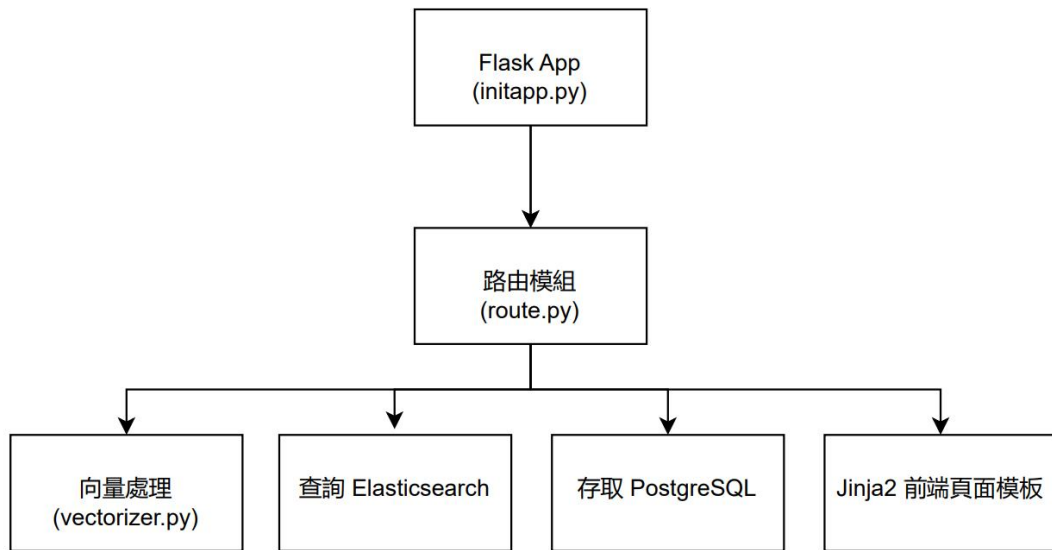 Flask App
(initapp.py)
路由模組
(route.py)
向量處理
(vectorizer.py)
查詢 Elasticsearch
存取 PostgreSQL
Jinja2 前端頁面模板